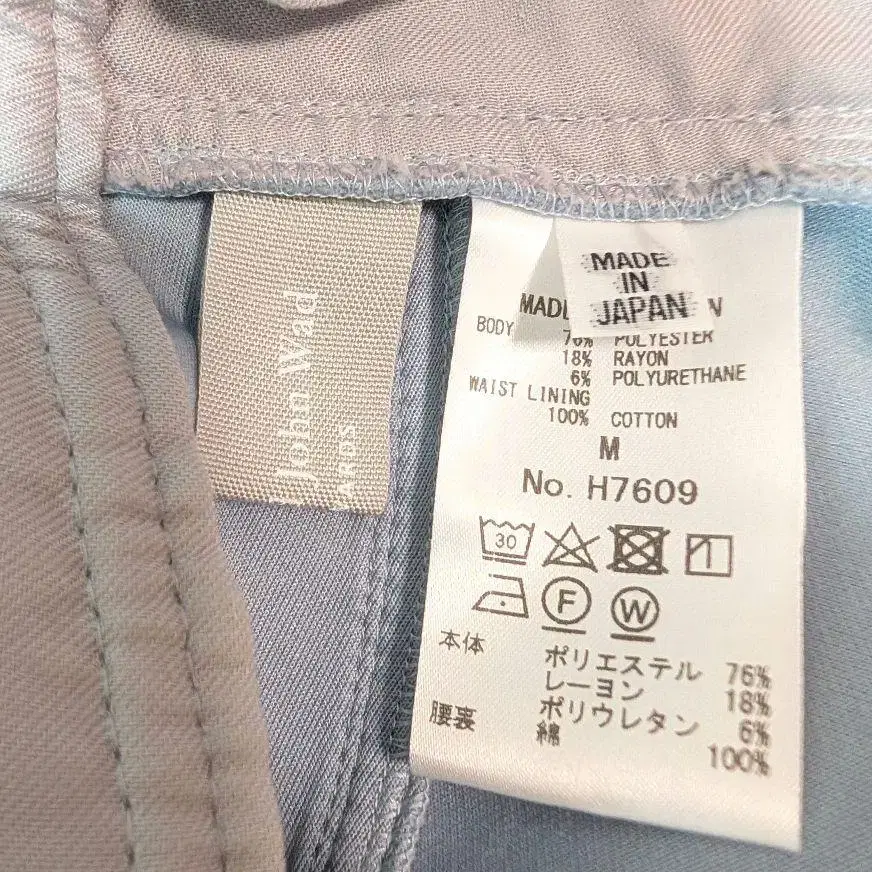 John Wad
ARDS
MADE
IN
JAPAN
BODY
76% POLYESTER
18% RAYON
6% POLYURETHANE
WAIST LINING
100% COTTON
M
No. H7609
30
F
W
本体 ポリエステル 76%
レーヨン 18%
ポリウレタン 6%
腰裏 綿 100%